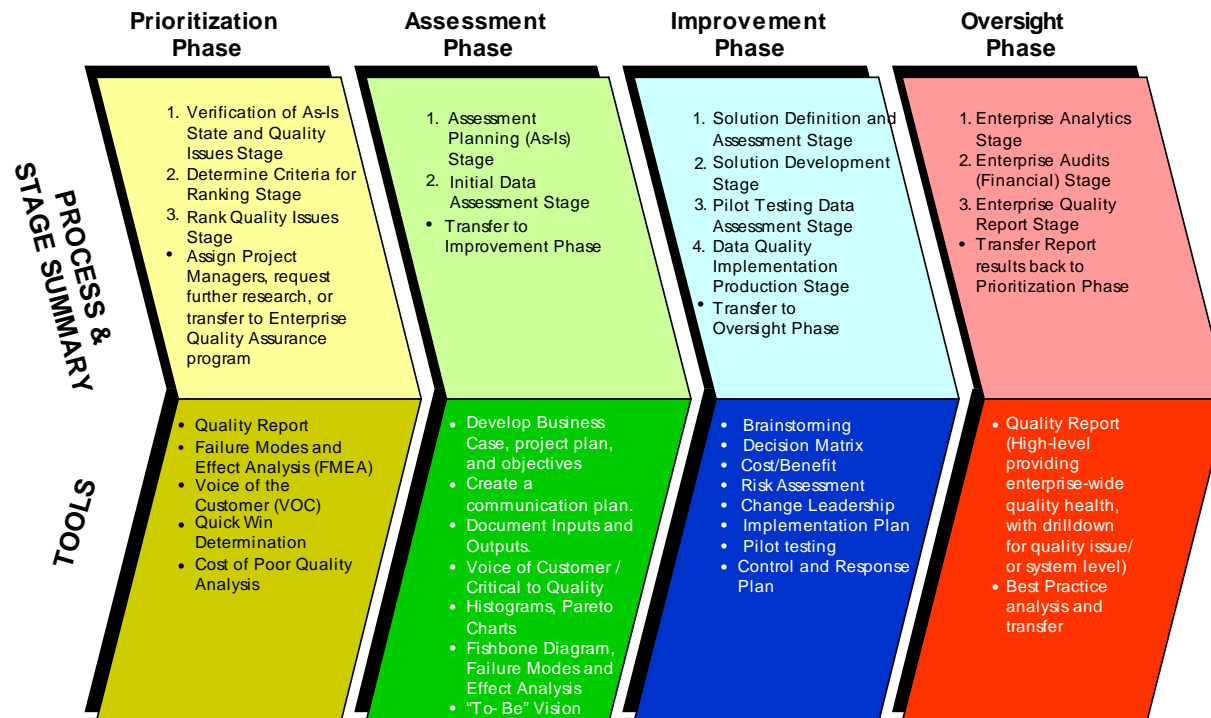 Prioritization
Phase
Assessment
Phase
Improvement
Phase
Oversight
Phase
PROCESS &
STAGE SUMMARY
1. Verification of As-Is
State and Quality
Issues Stage
2. Determine Criteria for
Ranking Stage
3. Rank Quality Issues
Stage
• Assign Project
Managers, request
further research, or
transfer to Enterprise
Quality Assurance
program
1. Assessment
Planning (As-Is)
Stage
2. Initial Data
Assessment Stage
• Transfer to
Improvement Phase
1. Solution Definition and
Assessment Stage
2. Solution Development
Stage
3. Pilot Testing Data
Assessment Stage
4. Data Quality
Implementation
Production Stage
• Transfer to
Oversight Phase
1. Enterprise Analytics
Stage
2. Enterprise Audits
(Financial) Stage
3. Enterprise Quality
Report Stage
• Transfer Report
results back to
Prioritization Phase
TOOLS
• Quality Report
• Failure Modes and
Effect Analysis (FMEA)
• Voice of the
Customer (VOC)
• Quick Win
Determination
• Cost of Poor Quality
Analysis
• Develop Business
Case, project plan,
and objectives
• Create a
communication plan.
• Document Inputs and
Outputs.
• Voice of Customer /
Critical to Quality
• Histograms, Pareto
Charts
• Fishbone Diagram,
Failure Modes and
Effect Analysis
• “To- Be” Vision
• Brainstorming
• Decision Matrix
• Cost/Benefit
• Risk Assessment
• Change Leadership
• Implementation Plan
• Pilot testing
• Control and Response
Plan
• Quality Report
(High-level
providing
enterprise-wide
quality health,
with drilldown
for quality issue/
or system level)
• Best Practice
analysis and
transfer